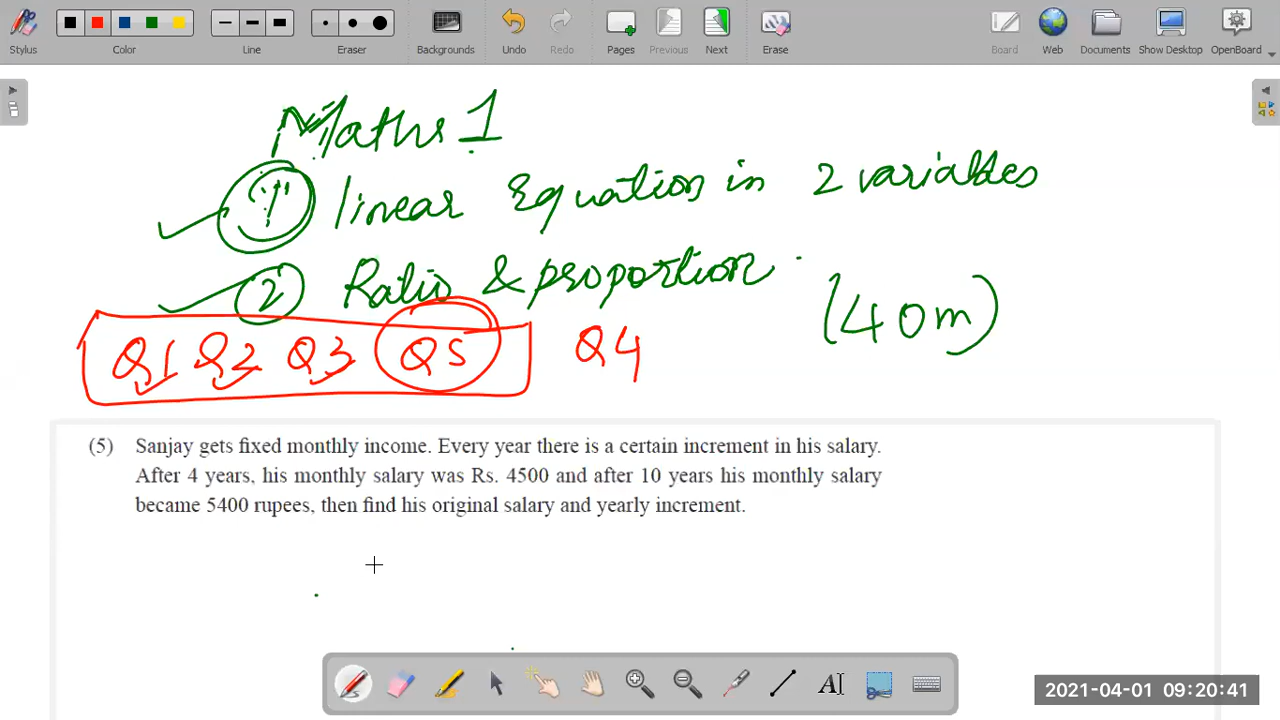 Stylus Color Line Eraser Backgrounds Undo Redo Pages Previous Next Erase Board Web Documents Show Desktop OpenBoard
Maths 1
(1) linear Equation in 2 variables
(2) Ratio & proportion
(40m)
Q1 Q2 Q3 Q5 Q4
(5) Sanjay gets fixed monthly income. Every year there is a certain increment in his salary.
After 4 years, his monthly salary was Rs. 4500 and after 10 years his monthly salary
became 5400 rupees, then find his original salary and yearly increment.
2021-04-01 09:20:41